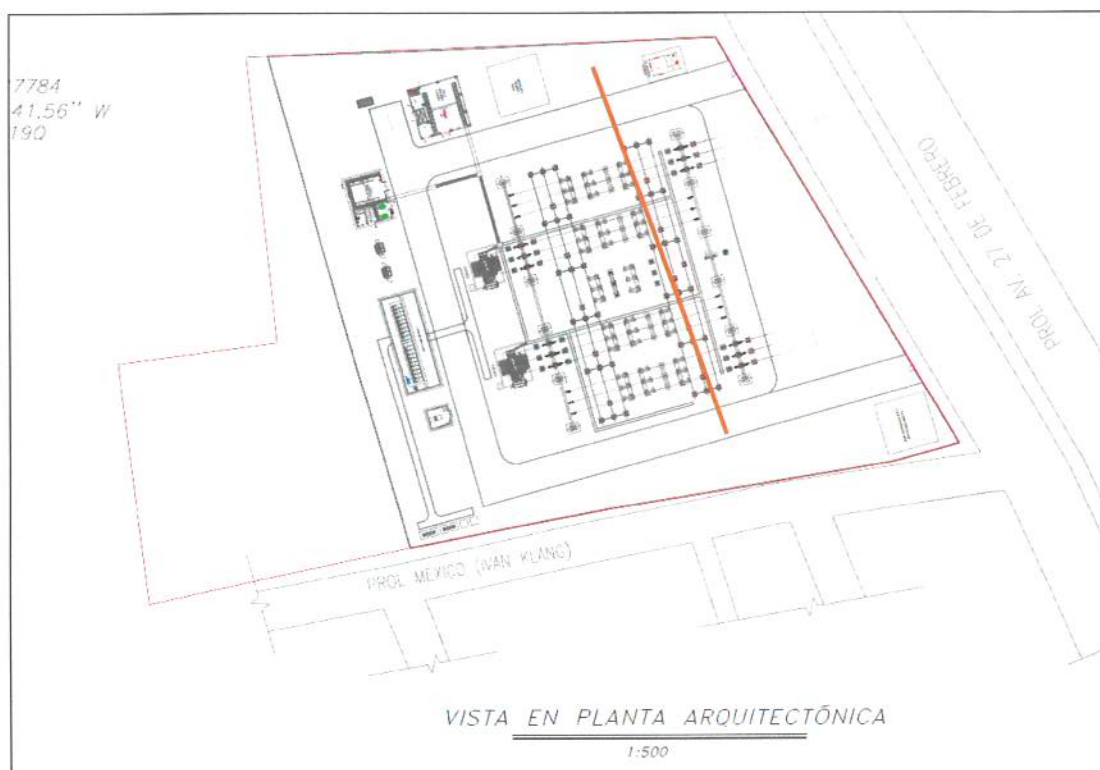 7784
41.56'' W
190
PROL AV. 27 DE FEBRERO
PROL MEXICO (IVAN KLANG)
VISTA EN PLANTA ARQUITECTÓNICA
1:500